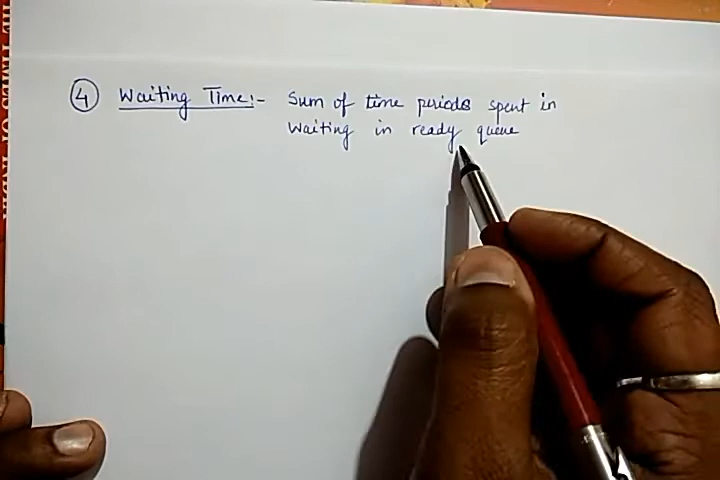 ④ Waiting Time:- Sum of time periods spent in
waiting in ready queue